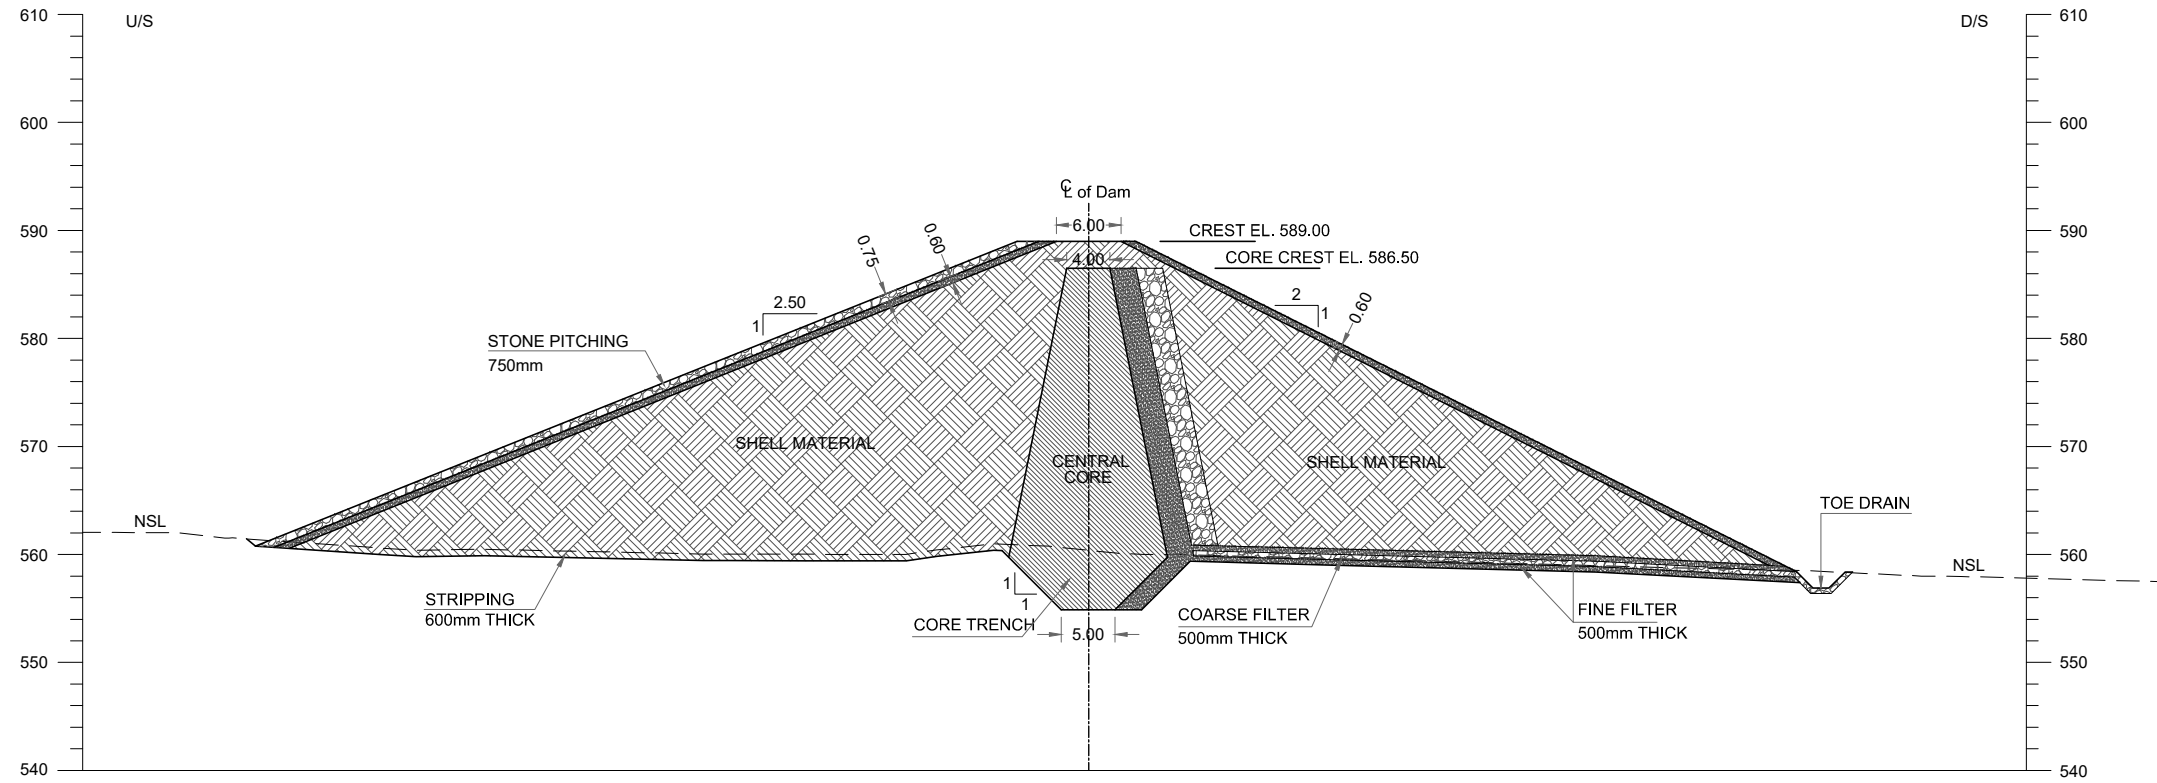 610
U/S
D/S
610
600
600
℄ of Dam
590
6.00
CREST EL. 589.00
590
0.75
0.60
4.00
CORE CREST EL. 586.50
2.50
1
2
1
0.60
580
STONE PITCHING
750mm
580
570
SHELL MATERIAL
CENTRAL
CORE
SHELL MATERIAL
570
NSL
TOE DRAIN
560
560
NSL
1
1
STRIPPING
600mm THICK
CORE TRENCH
5.00
COARSE FILTER
500mm THICK
FINE FILTER
500mm THICK
550
550
540
540